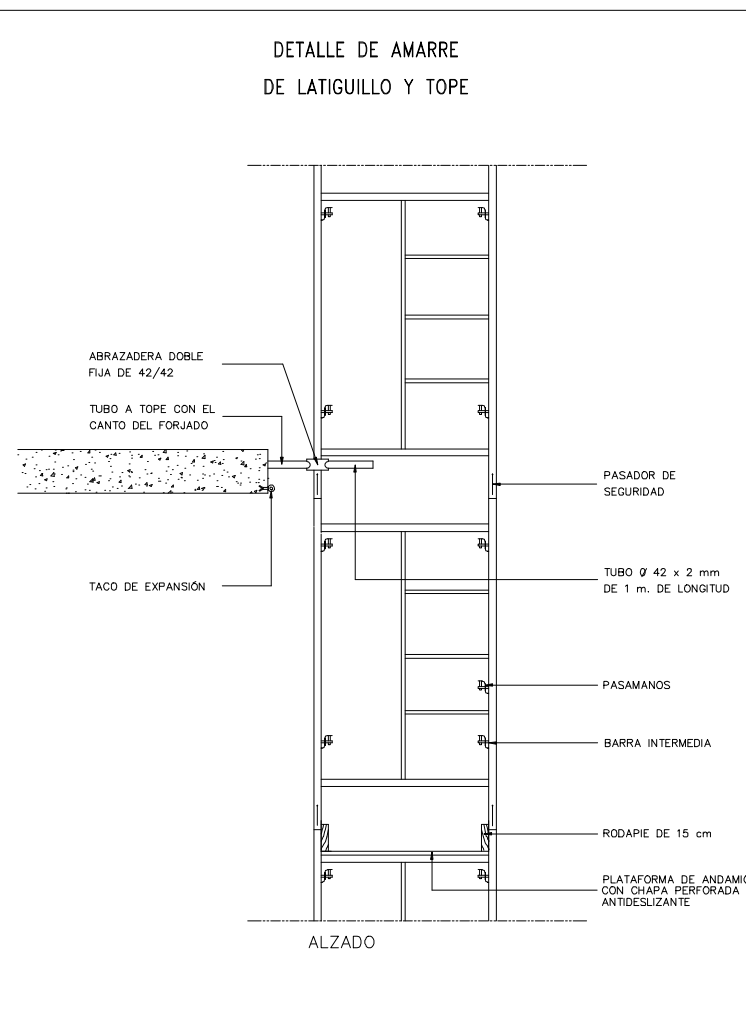 DETALLE DE AMARRE
DE LATIGUILLO Y TOPE
ABRAZADERA DOBLE
FIJA DE 42/42
TUBO A TOPE CON EL
CANTO DEL FORJADO
TACO DE EXPANSIÓN
PASADOR DE
SEGURIDAD
TUBO Ø 42 x 2 mm
DE 1 m. DE LONGITUD
PASAMANOS
BARRA INTERMEDIA
RODAPIE DE 15 cm
PLATAFORMA DE ANDAMIO
CON CHAPA PERFORADA
ANTIDESLIZANTE
ALZADO